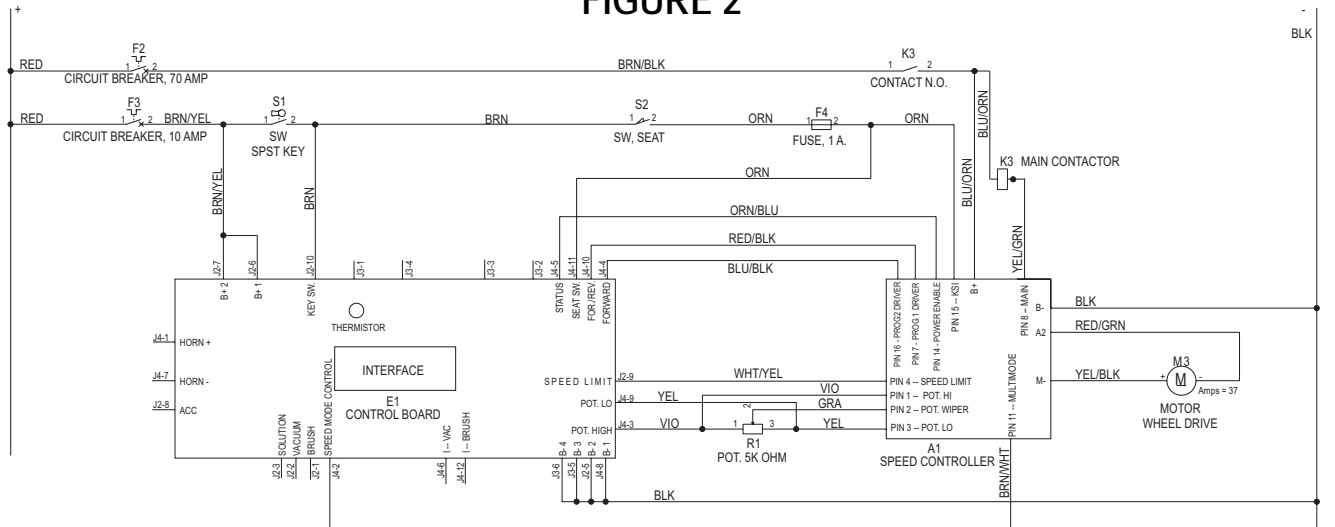 FIGURE 2
+
-
BLK
RED
F2
1 2
CIRCUIT BREAKER, 70 AMP
BRN/BLK
K3
1 2
CONTACT N.O.
RED
F3
1 2
BRN/YEL
CIRCUIT BREAKER, 10 AMP
S1
1 2
SW
SPST KEY
BRN
S2
1 2
SW, SEAT
ORN
F4
1 2
FUSE, 1 A.
ORN
BLU/ORN
BLU/ORN
K3 MAIN CONTACTOR
ORN
BRN/YEL
BRN
ORN/BLU
RED/BLK
BLU/BLK
YEL/GRN
J2-7
J2-6
J2-10
J3-1
J3-4
J3-3
J3-2
J4-5
J4-11
J4-10
J4-4
B+ 2
B+ 1
KEY SW.
STATUS
SEAT SW.
FOR./REV.
FORWARD
THERMISTOR
J4-1 HORN +
J4-7 HORN -
J2-8 ACC
INTERFACE
E1
CONTROL BOARD
SPEED LIMIT J2-9
POT. LO J4-9
POT. HIGH J4-3
WHT/YEL
YEL
VIO
VIO
GRA
YEL
2
1 3
R1
POT. 5K OHM
PIN 16 - PROG2 DRIVER
PIN 7 - PROG 1 DRIVER
PIN 14 - POWER ENABLE
PIN 15 -- KSI
B+
PIN 8 -- MAIN
B-
A2
M-
PIN 4 -- SPEED LIMIT
PIN 1 -- POT. HI
PIN 2 -- POT. WIPER
PIN 3 -- POT. LO
PIN 11 -- MULTIMODE
BLK
RED/GRN
YEL/BLK
M3
+ M -
Amps = 37
MOTOR
WHEEL DRIVE
A1
SPEED CONTROLLER
BRN/WHT
SOLUTION
VACUUM
BRUSH
SPEED MODE CONTROL
I -- VAC
I -- BRUSH
B- 4
B- 3
B- 2
B- 1
J2-3
J2-2
J2-1
J4-2
J4-6
J4-12
J3-6
J3-5
J2-5
J4-8
BLK